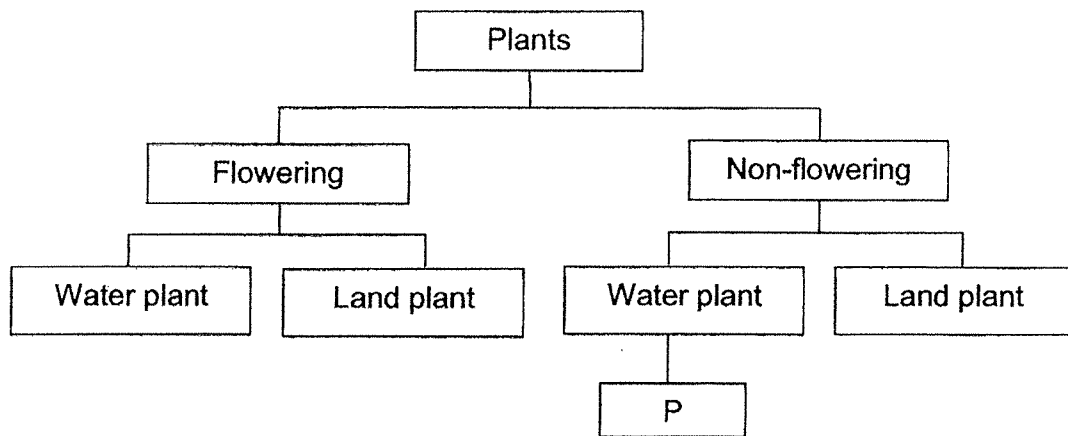 Plants
Flowering
Non-flowering
Water plant
Land plant
Water plant
Land plant
P